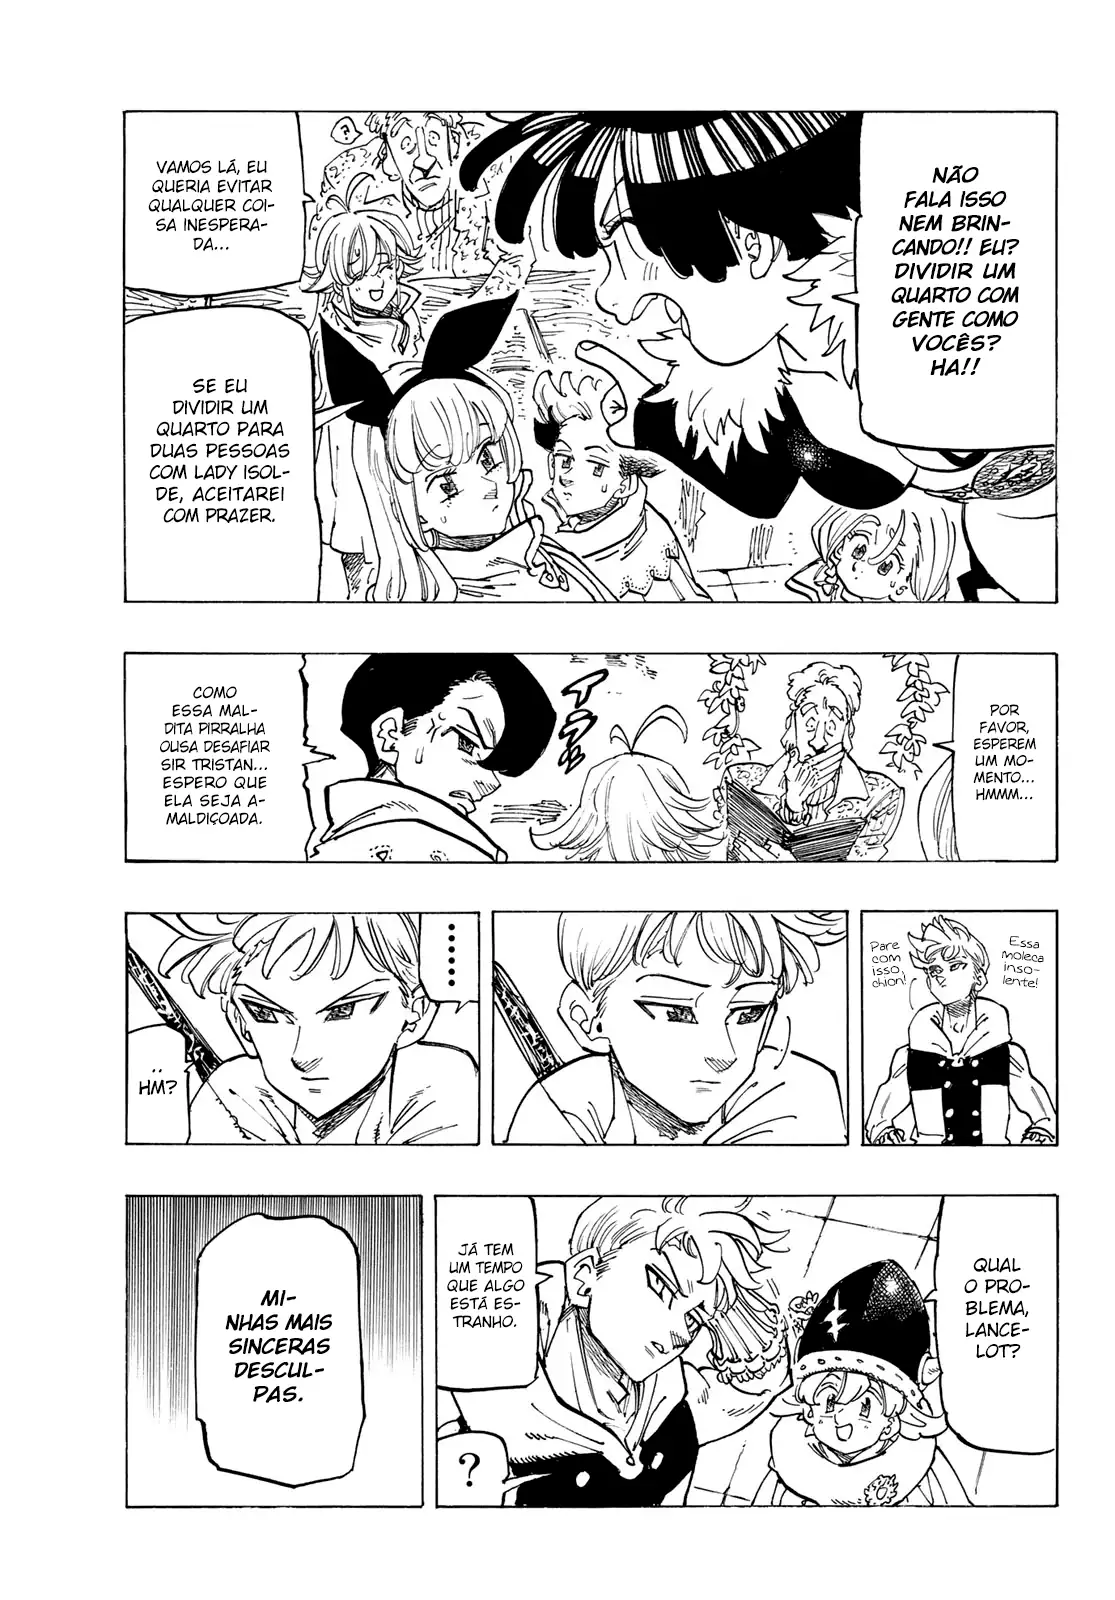 NÃO
FALA ISSO
NEM BRIN-
CANDO!! EU?
DIVIDIR UM
QUARTO COM
GENTE COMO
VOCÊS?
HA!!
?
VAMOS LÁ, EU
QUERIA EVITAR
QUALQUER COI-
SA INESPERA-
DA...
SE EU
DIVIDIR UM
QUARTO PARA
DUAS PESSOAS
COM LADY ISOL-
DE, ACEITAREI
COM PRAZER.
POR
FAVOR,
ESPEREM
UM MO-
MENTO...
HMMM...
COMO
ESSA MAL-
DITA PIRRALHA
OUSA DESAFIAR
SIR TRISTAN...
ESPERO QUE
ELA SEJA A-
MALDIÇOADA.
Essa
moleca
inso-
lente!
Pare
com
isso,
chion!
......
HM?
QUAL
O PRO-
BLEMA,
LANCE-
LOT?
JÁ TEM
UM TEMPO
QUE ALGO
ESTÁ ES-
TRANHO.
?
MI-
NHAS MAIS
SINCERAS
DESCUL-
PAS.